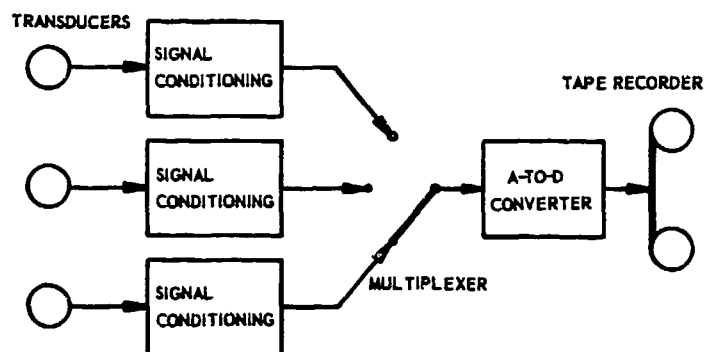 TRANSDUCERS
SIGNAL
CONDITIONING
TAPE RECORDER
SIGNAL
CONDITIONING
A-TO-D
CONVERTER
MULTIPLEXER
SIGNAL
CONDITIONING